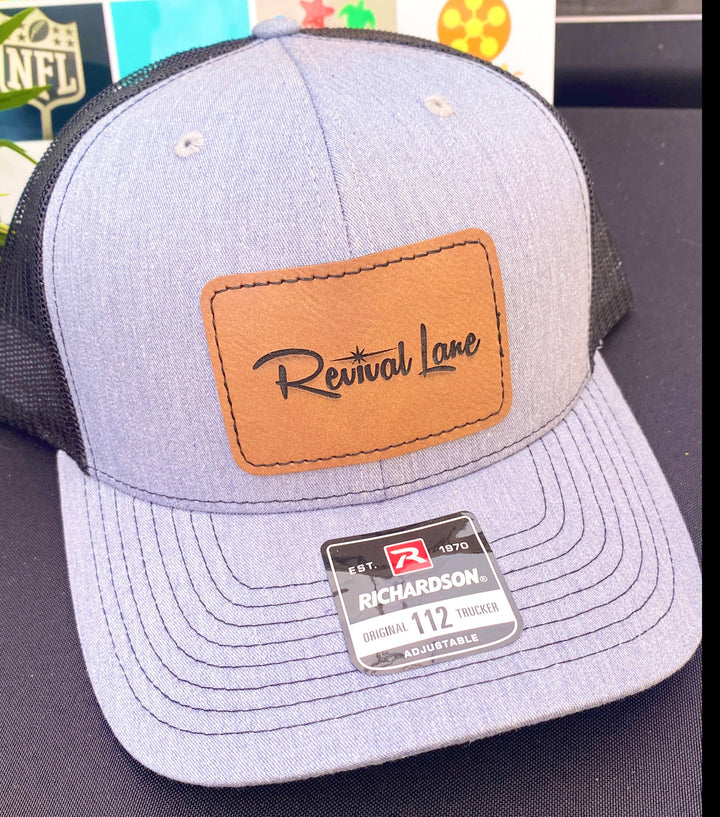 NFL
Revival Lane
EST. R 1970
RICHARDSON®
ORIGINAL 112 TRUCKER
ADJUSTABLE